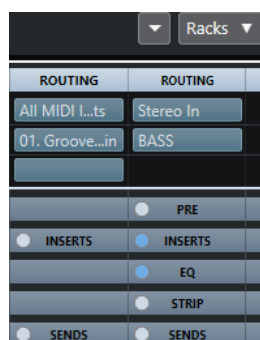 Racks
ROUTING ROUTING
All MIDI I...ts Stereo In
01. Groove...in BASS
PRE
INSERTS INSERTS
EQ
STRIP
SENDS SENDS